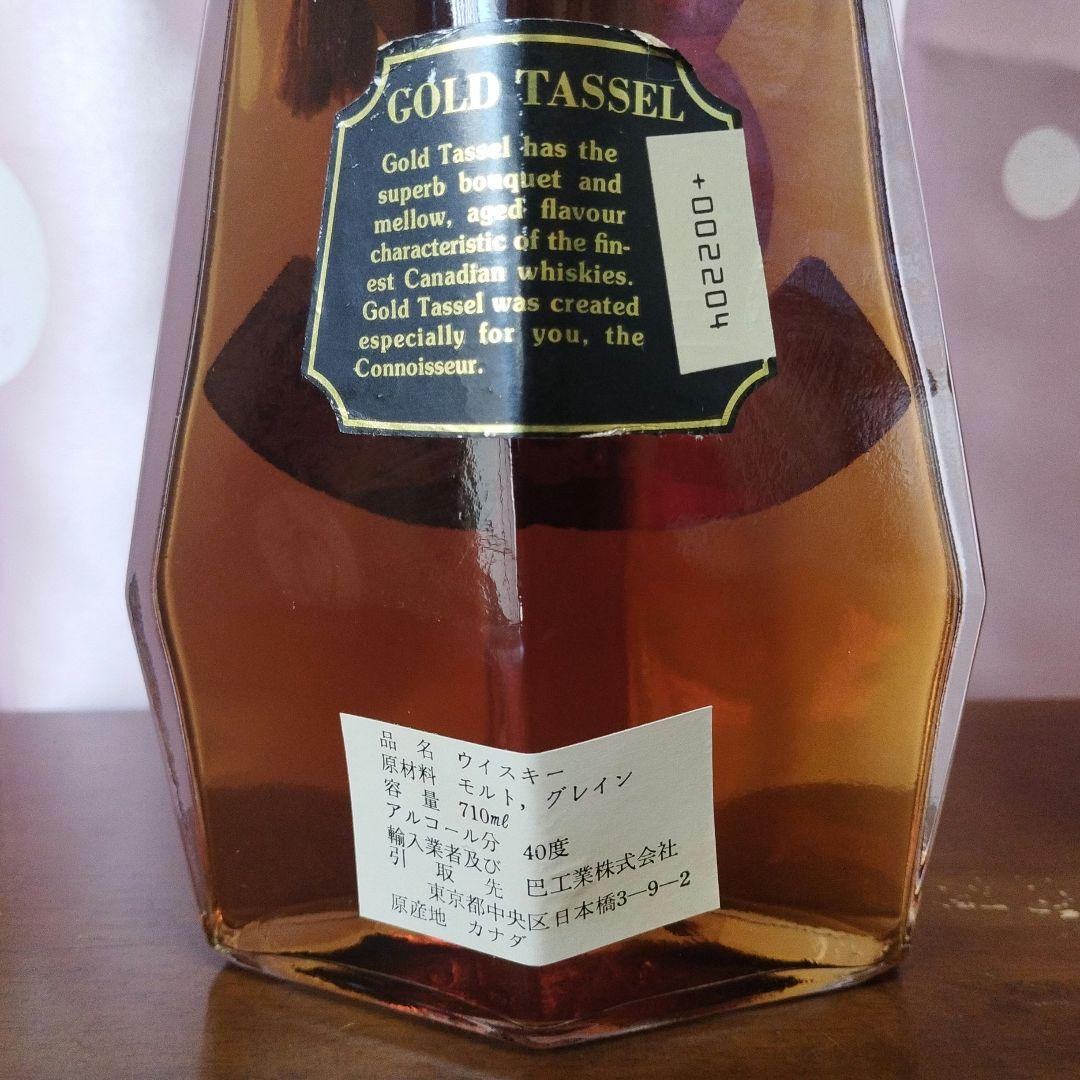 GOLD TASSEL
Gold Tassel has the
superb bouquet and
mellow, aged flavour
characteristic of the fin-
est Canadian whiskies.
Gold Tassel was created
especially for you, the
Connoisseur.
+002204
品名 ウイスキー
原材料 モルト, グレイン
容量 710㎖
アルコール分 40度
輸入業者及び
引取先 巴工業株式会社
東京都中央区日本橋3―9―2
原産地 カナダ